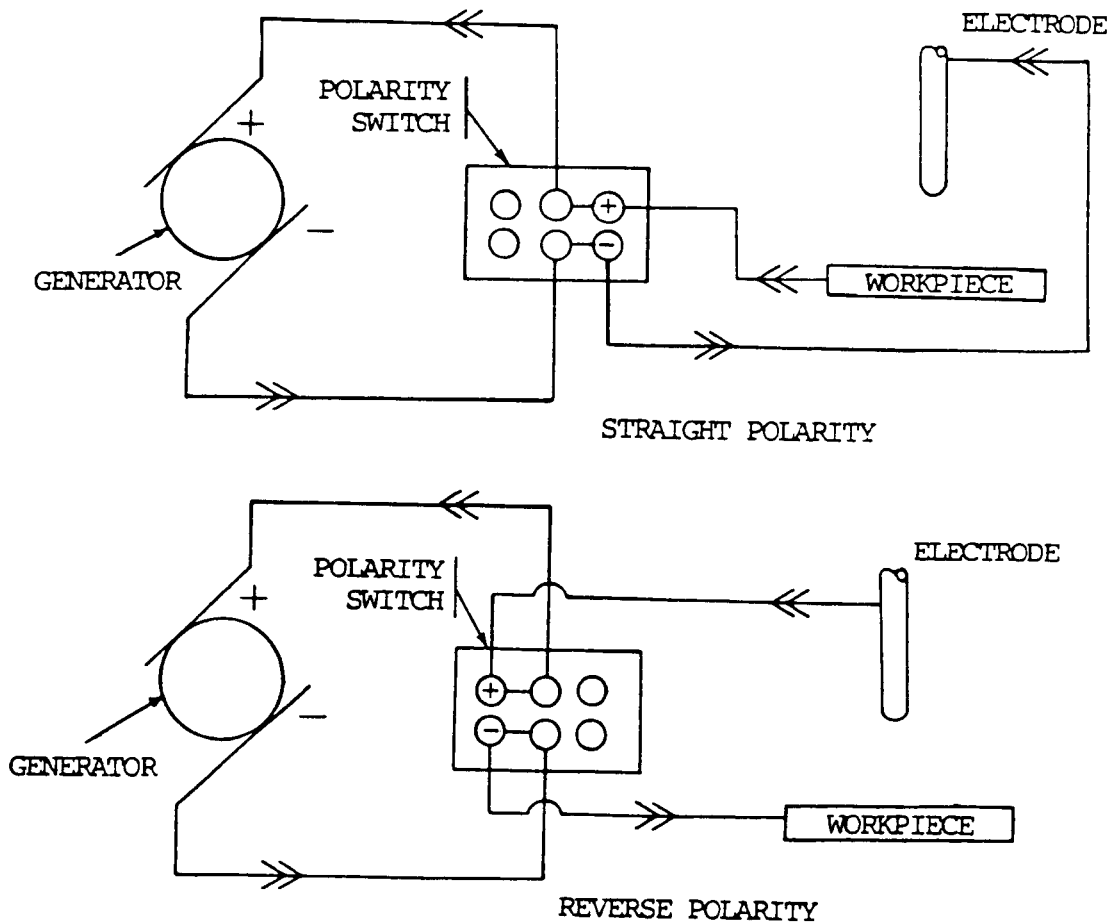 ELECTRODE
POLARITY
SWITCH
+
+
-
-
GENERATOR
WORKPIECE
STRAIGHT POLARITY
ELECTRODE
POLARITY
SWITCH
+
+
-
-
GENERATOR
WORKPIECE
REVERSE POLARITY